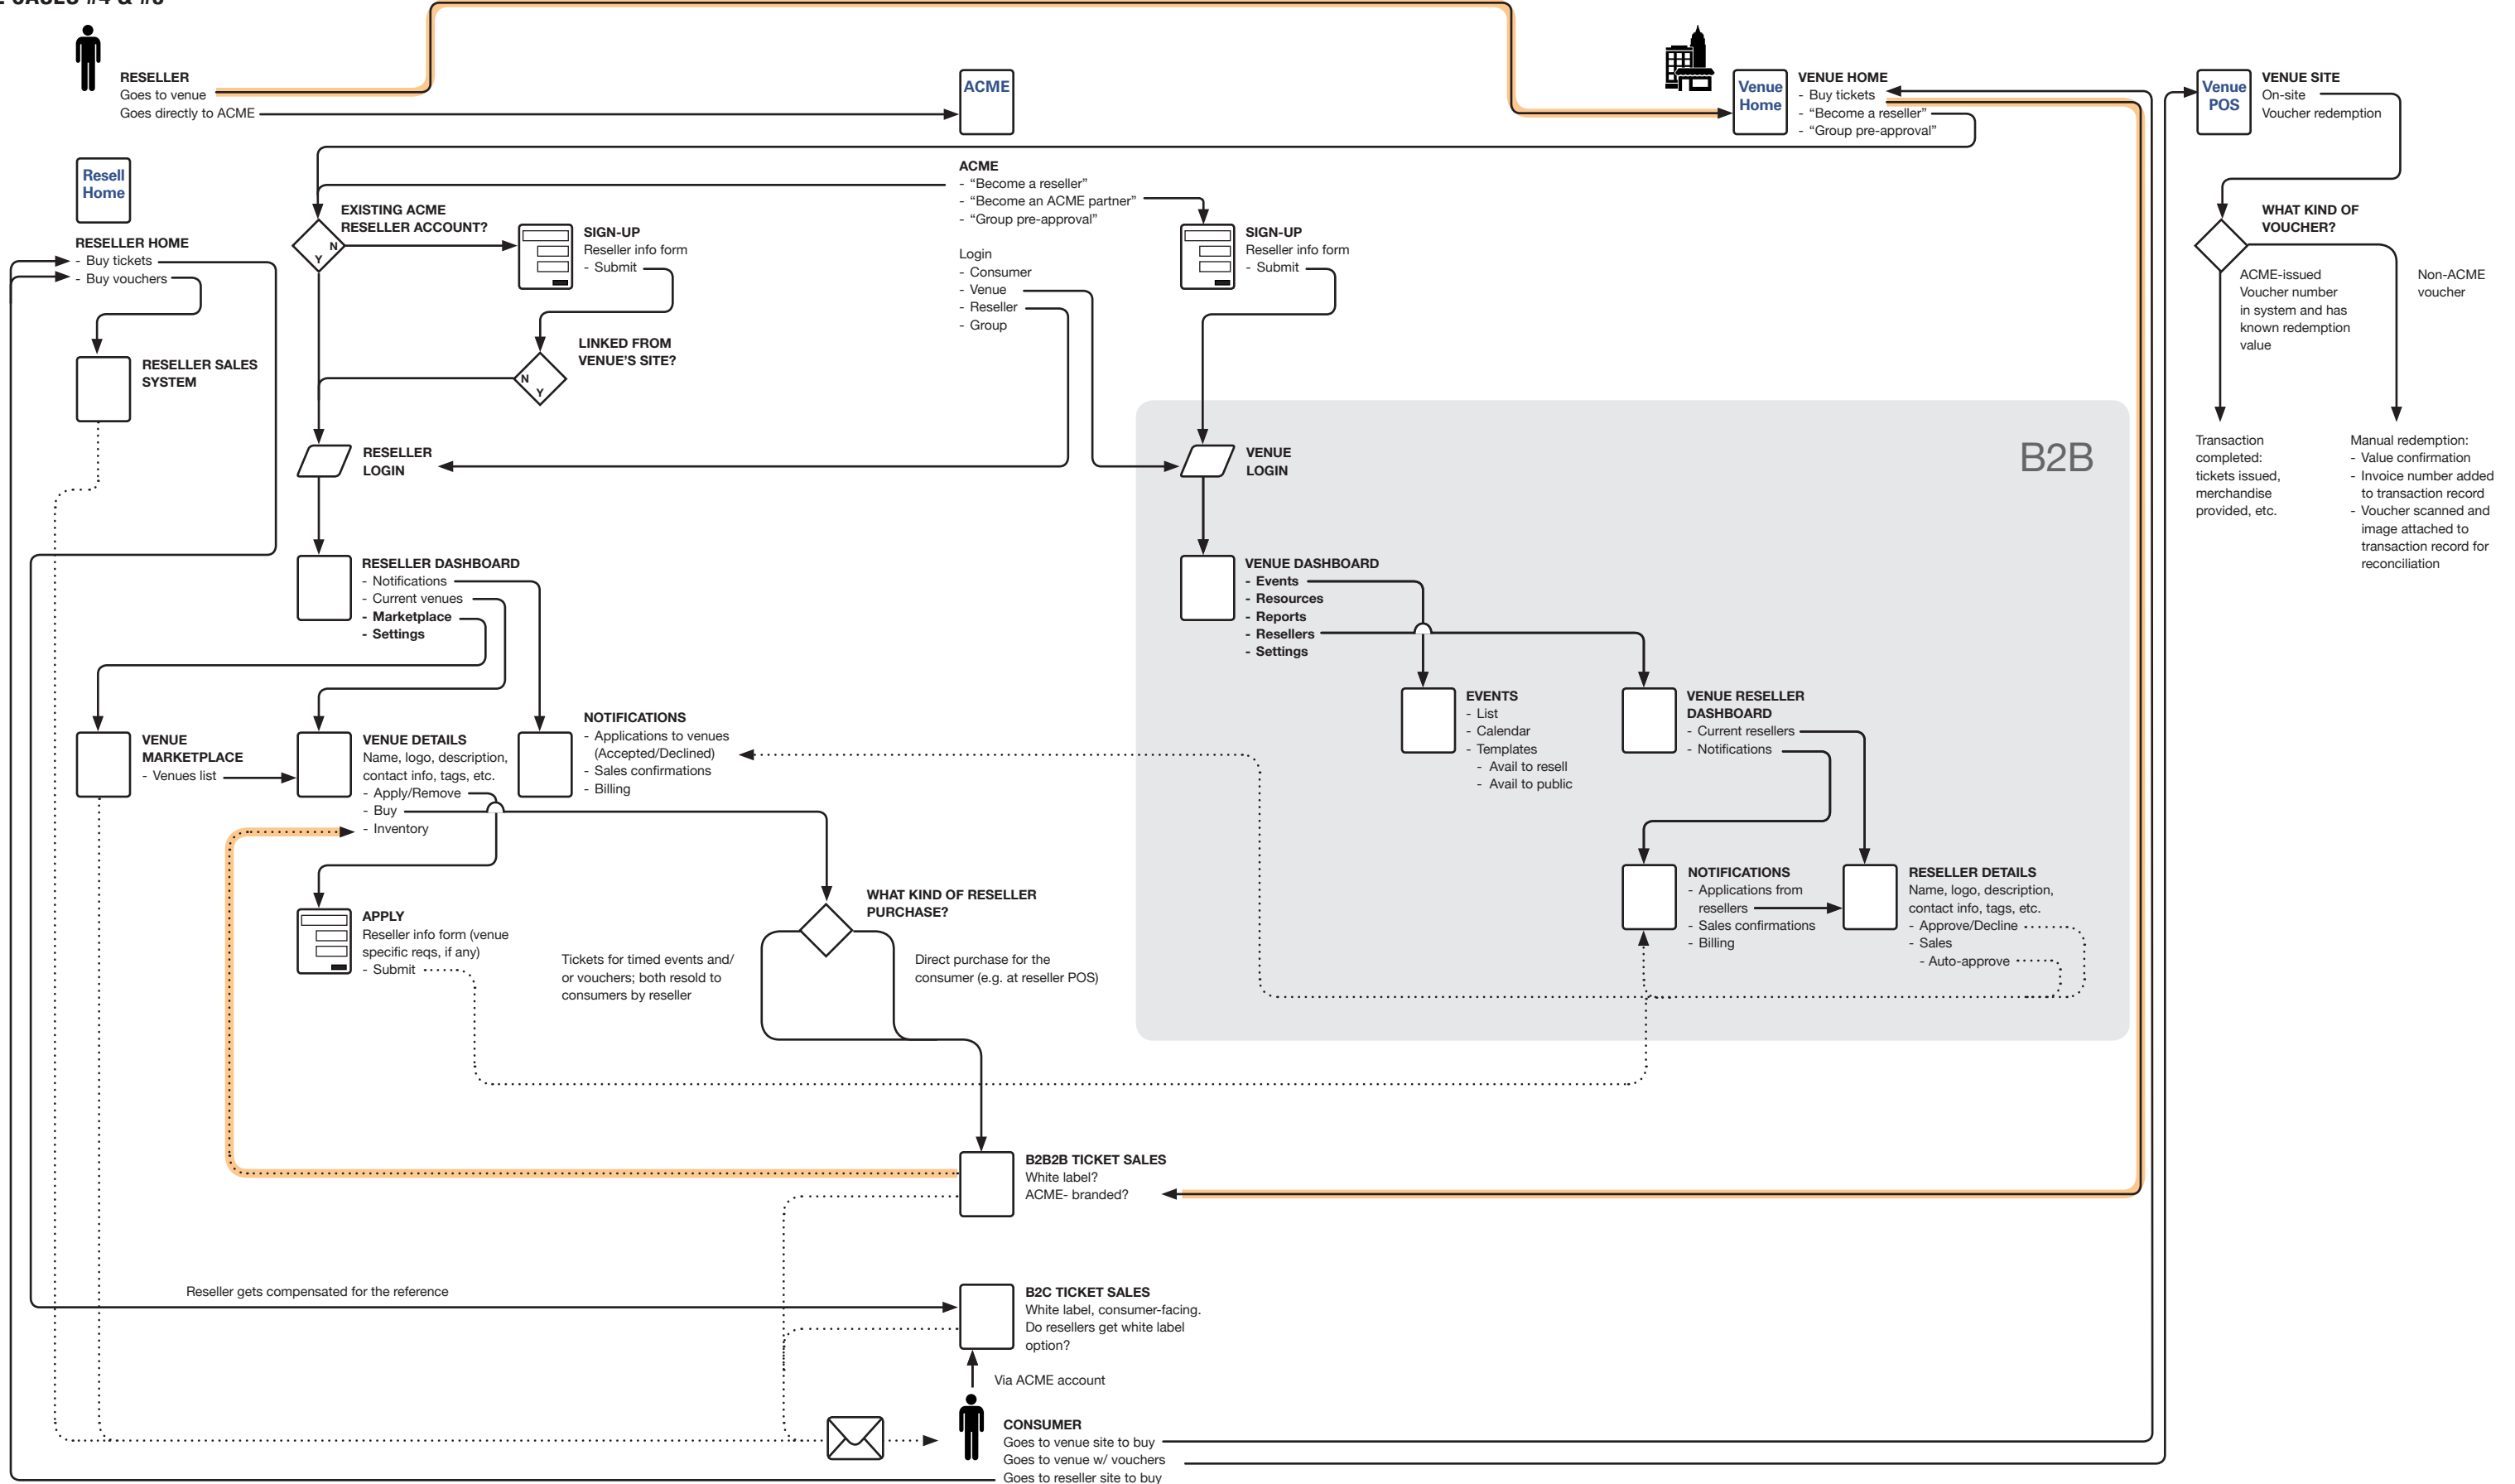 RESELLER
Goes to venue
Goes directly to ACME
ACME
Venue
Home
VENUE HOME
- Buy tickets
- “Become a reseller”
- “Group pre-approval”
Venue
POS
VENUE SITE
On-site
Voucher redemption
Resell
Home
RESELLER HOME
- Buy tickets
- Buy vouchers
EXISTING ACME
RESELLER ACCOUNT?
N
Y
SIGN-UP
Reseller info form
- Submit
ACME
- “Become a reseller”
- “Become an ACME partner”
- “Group pre-approval”
Login
- Consumer
- Venue
- Reseller
- Group
SIGN-UP
Reseller info form
- Submit
WHAT KIND OF
VOUCHER?
ACME-issued
Voucher number
in system and has
known redemption
value
Non-ACME
voucher
RESELLER SALES
SYSTEM
LINKED FROM
VENUE’S SITE?
N
Y
RESELLER
LOGIN
VENUE
LOGIN
B2B
Transaction
completed:
tickets issued,
merchandise
provided, etc.
Manual redemption:
- Value confirmation
- Invoice number added
to transaction record
- Voucher scanned and
image attached to
transaction record for
reconciliation
RESELLER DASHBOARD
- Notifications
- Current venues
- Marketplace
- Settings
VENUE DASHBOARD
- Events
- Resources
- Reports
- Resellers
- Settings
VENUE
MARKETPLACE
- Venues list
VENUE DETAILS
Name, logo, description,
contact info, tags, etc.
- Apply/Remove
- Buy
- Inventory
NOTIFICATIONS
- Applications to venues
(Accepted/Declined)
- Sales confirmations
- Billing
EVENTS
- List
- Calendar
- Templates
- Avail to resell
- Avail to public
VENUE RESELLER
DASHBOARD
- Current resellers
- Notifications
APPLY
Reseller info form (venue
specific reqs, if any)
- Submit
WHAT KIND OF RESELLER
PURCHASE?
Tickets for timed events and/
or vouchers; both resold to
consumers by reseller
Direct purchase for the
consumer (e.g. at reseller POS)
NOTIFICATIONS
- Applications from
resellers
- Sales confirmations
- Billing
RESELLER DETAILS
Name, logo, description,
contact info, tags, etc.
- Approve/Decline
- Sales
- Auto-approve
B2B2B TICKET SALES
White label?
ACME- branded?
Reseller gets compensated for the reference
B2C TICKET SALES
White label, consumer-facing.
Do resellers get white label
option?
Via ACME account
CONSUMER
Goes to venue site to buy
Goes to venue w/ vouchers
Goes to reseller site to buy